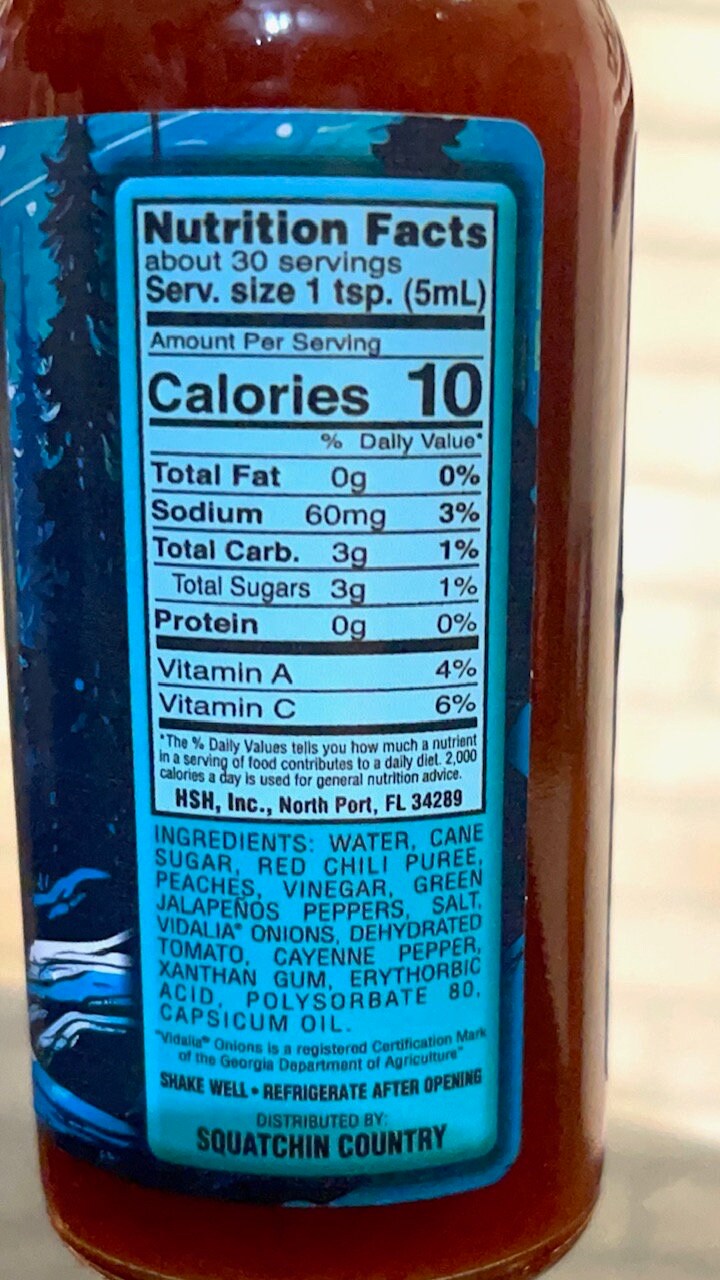 Nutrition Facts
about 30 servings
Serv. size 1 tsp. (5mL)
Amount Per Serving
Calories 10
% Daily Value*
Total Fat 0g 0%
Sodium 60mg 3%
Total Carb. 3g 1%
Total Sugars 3g 1%
Protein 0g 0%
Vitamin A 4%
Vitamin C 6%
*The % Daily Values tells you how much a nutrient
in a serving of food contributes to a daily diet. 2,000
calories a day is used for general nutrition advice.
HSH, Inc., North Port, FL 34289
INGREDIENTS: WATER, CANE
SUGAR, RED CHILI PUREE,
PEACHES, VINEGAR, GREEN
JALAPEÑOS PEPPERS, SALT,
VIDALIA® ONIONS, DEHYDRATED
TOMATO, CAYENNE PEPPER,
XANTHAN GUM, ERYTHORBIC
ACID, POLYSORBATE 80,
CAPSICUM OIL.
"Vidalia® Onions is a registered Certification Mark
of the Georgia Department of Agriculture"
SHAKE WELL • REFRIGERATE AFTER OPENING
DISTRIBUTED BY:
SQUATCHIN COUNTRY